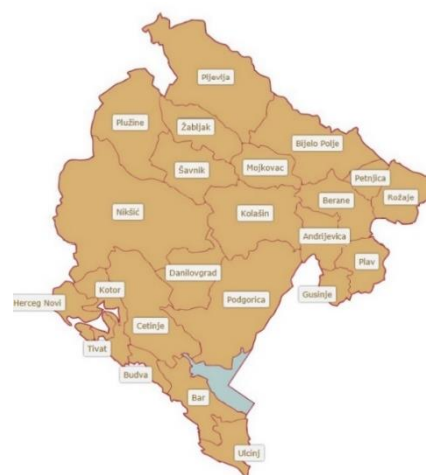 Pljevlja
Plužine
Žabljak
Bijelo Polje
Šavnik
Mojkovac
Petnjica
Rožaje
Berane
Nikšić
Kolašin
Andrijevica
Plav
Danilovgrad
Gusinje
Kotor
Podgorica
Herceg Novi
Cetinje
Tivat
Budva
Bar
Ulcinj